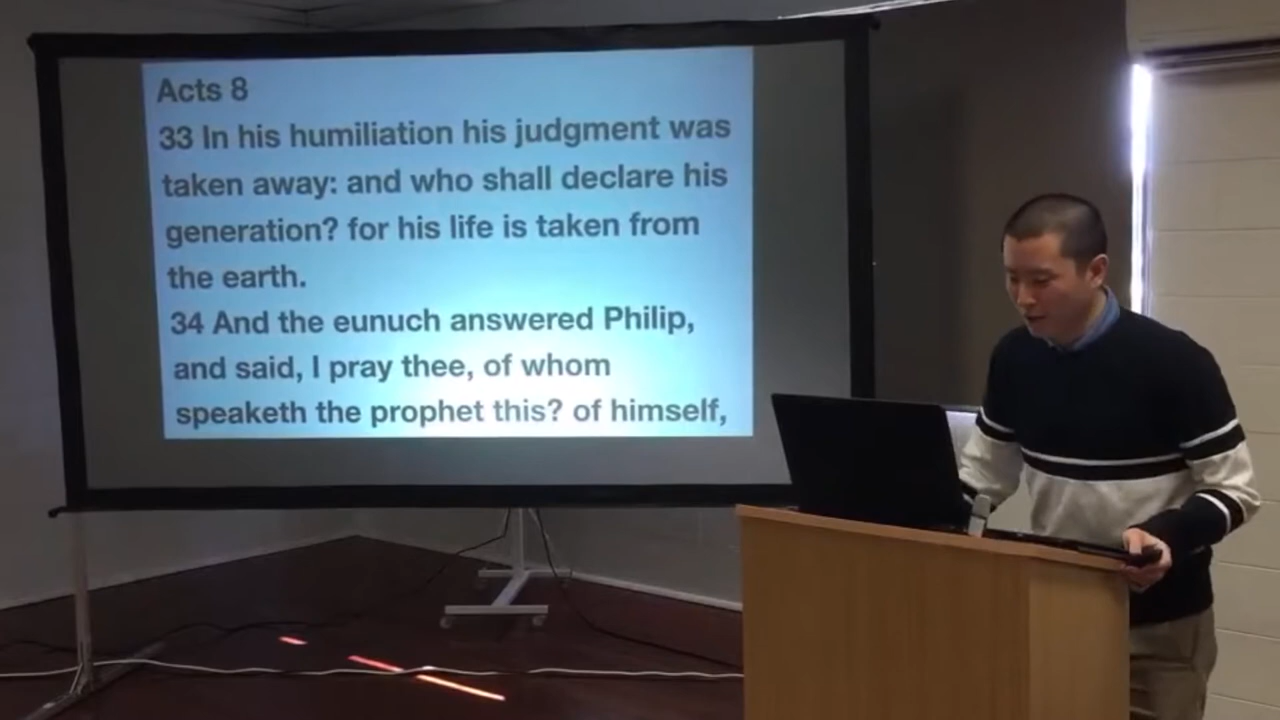 Acts 8
33 In his humiliation his judgment was
taken away: and who shall declare his
generation? for his life is taken from
the earth.
34 And the eunuch answered Philip,
and said, I pray thee, of whom
speaketh the prophet this? of himself,